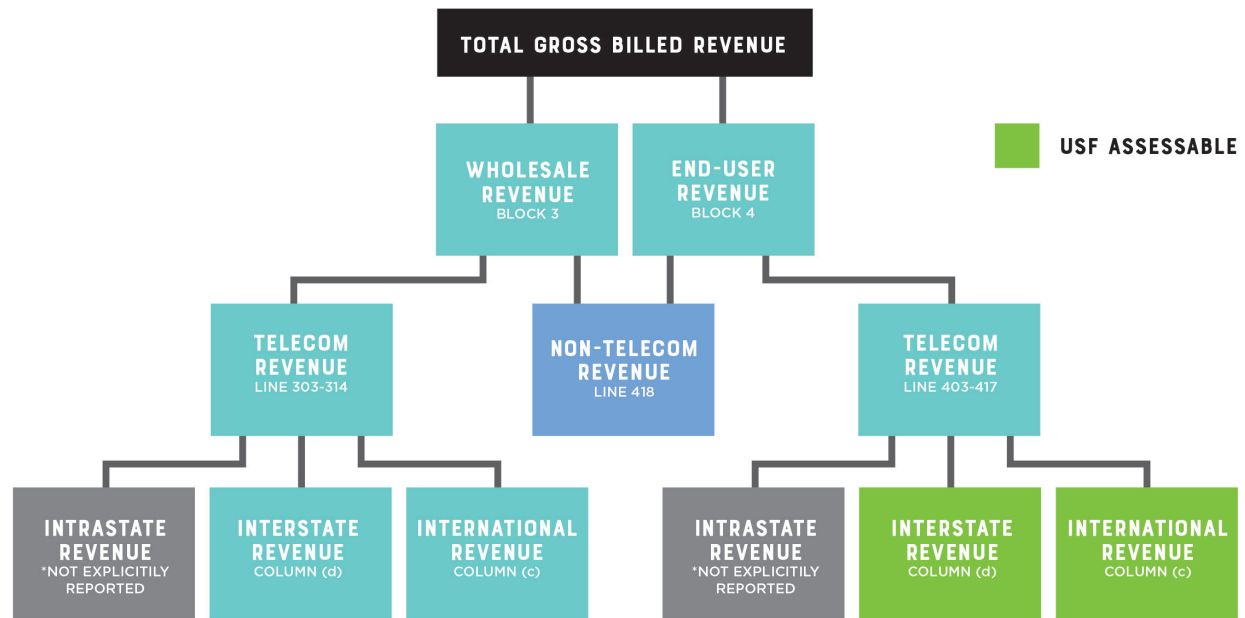 TOTAL GROSS BILLED REVENUE
USF ASSESSABLE
WHOLESALE
REVENUE
BLOCK 3
END-USER
REVENUE
BLOCK 4
TELECOM
REVENUE
LINE 303-314
NON-TELECOM
REVENUE
LINE 418
TELECOM
REVENUE
LINE 403-417
INTRASTATE
REVENUE
*NOT EXPLICITILY
REPORTED
INTERSTATE
REVENUE
COLUMN (d)
INTERNATIONAL
REVENUE
COLUMN (c)
INTRASTATE
REVENUE
*NOT EXPLICITILY
REPORTED
INTERSTATE
REVENUE
COLUMN (d)
INTERNATIONAL
REVENUE
COLUMN (c)